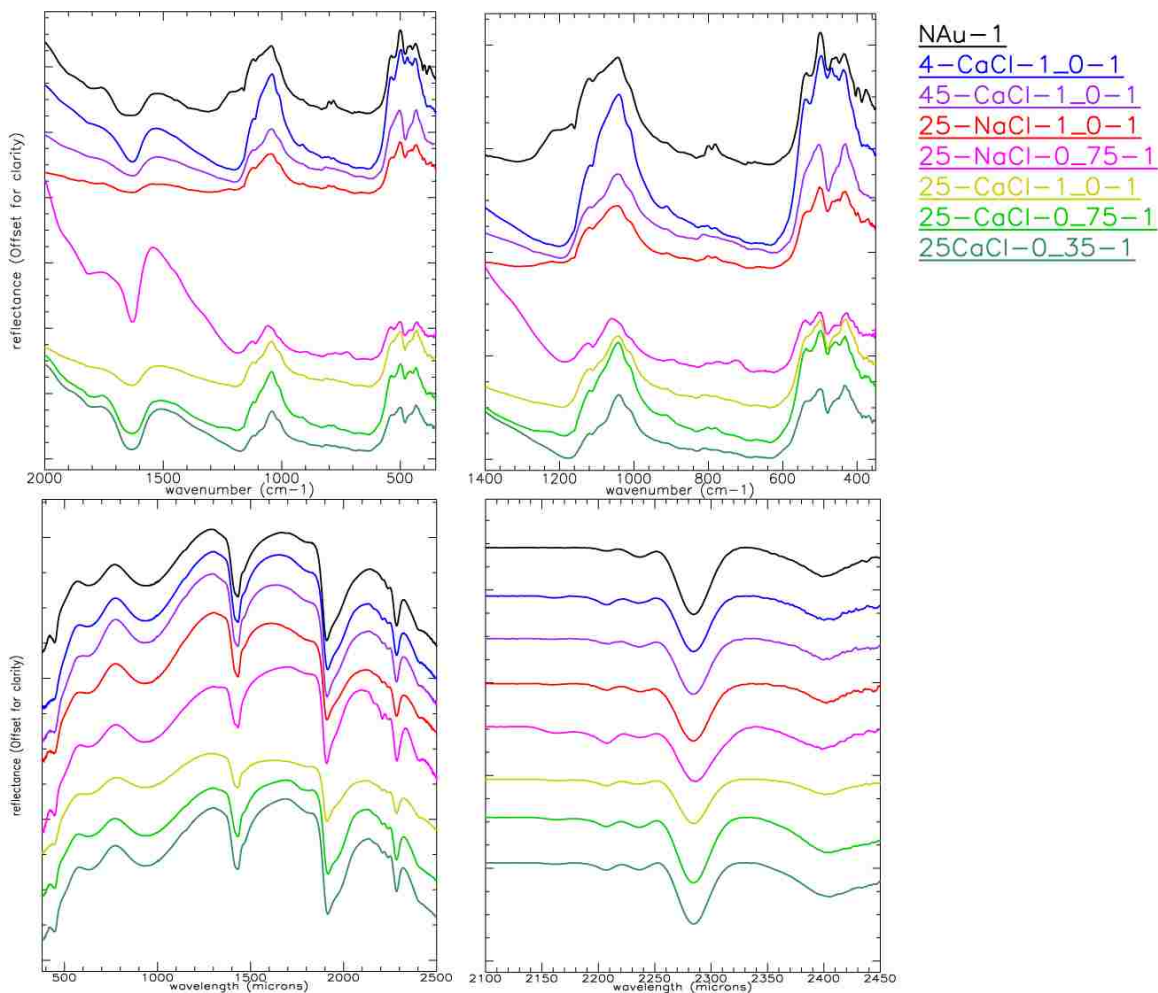 NAu-1
4-CaCl-1_0-1
45-CaCl-1_0-1
25-NaCl-1_0-1
25-NaCl-0_75-1
25-CaCl-1_0-1
25-CaCl-0_75-1
25CaCl-0_35-1
reflectance (Offset for clarity)
2000 1500 1000 500
wavenumber (cm-1)
1400 1200 1000 800 600 400
wavenumber (cm-1)
reflectance (Offset for clarity)
500 1000 1500 2000 2500
wavelength (microns)
2100 2150 2200 2250 2300 2350 2400 2450
wavelength (microns)